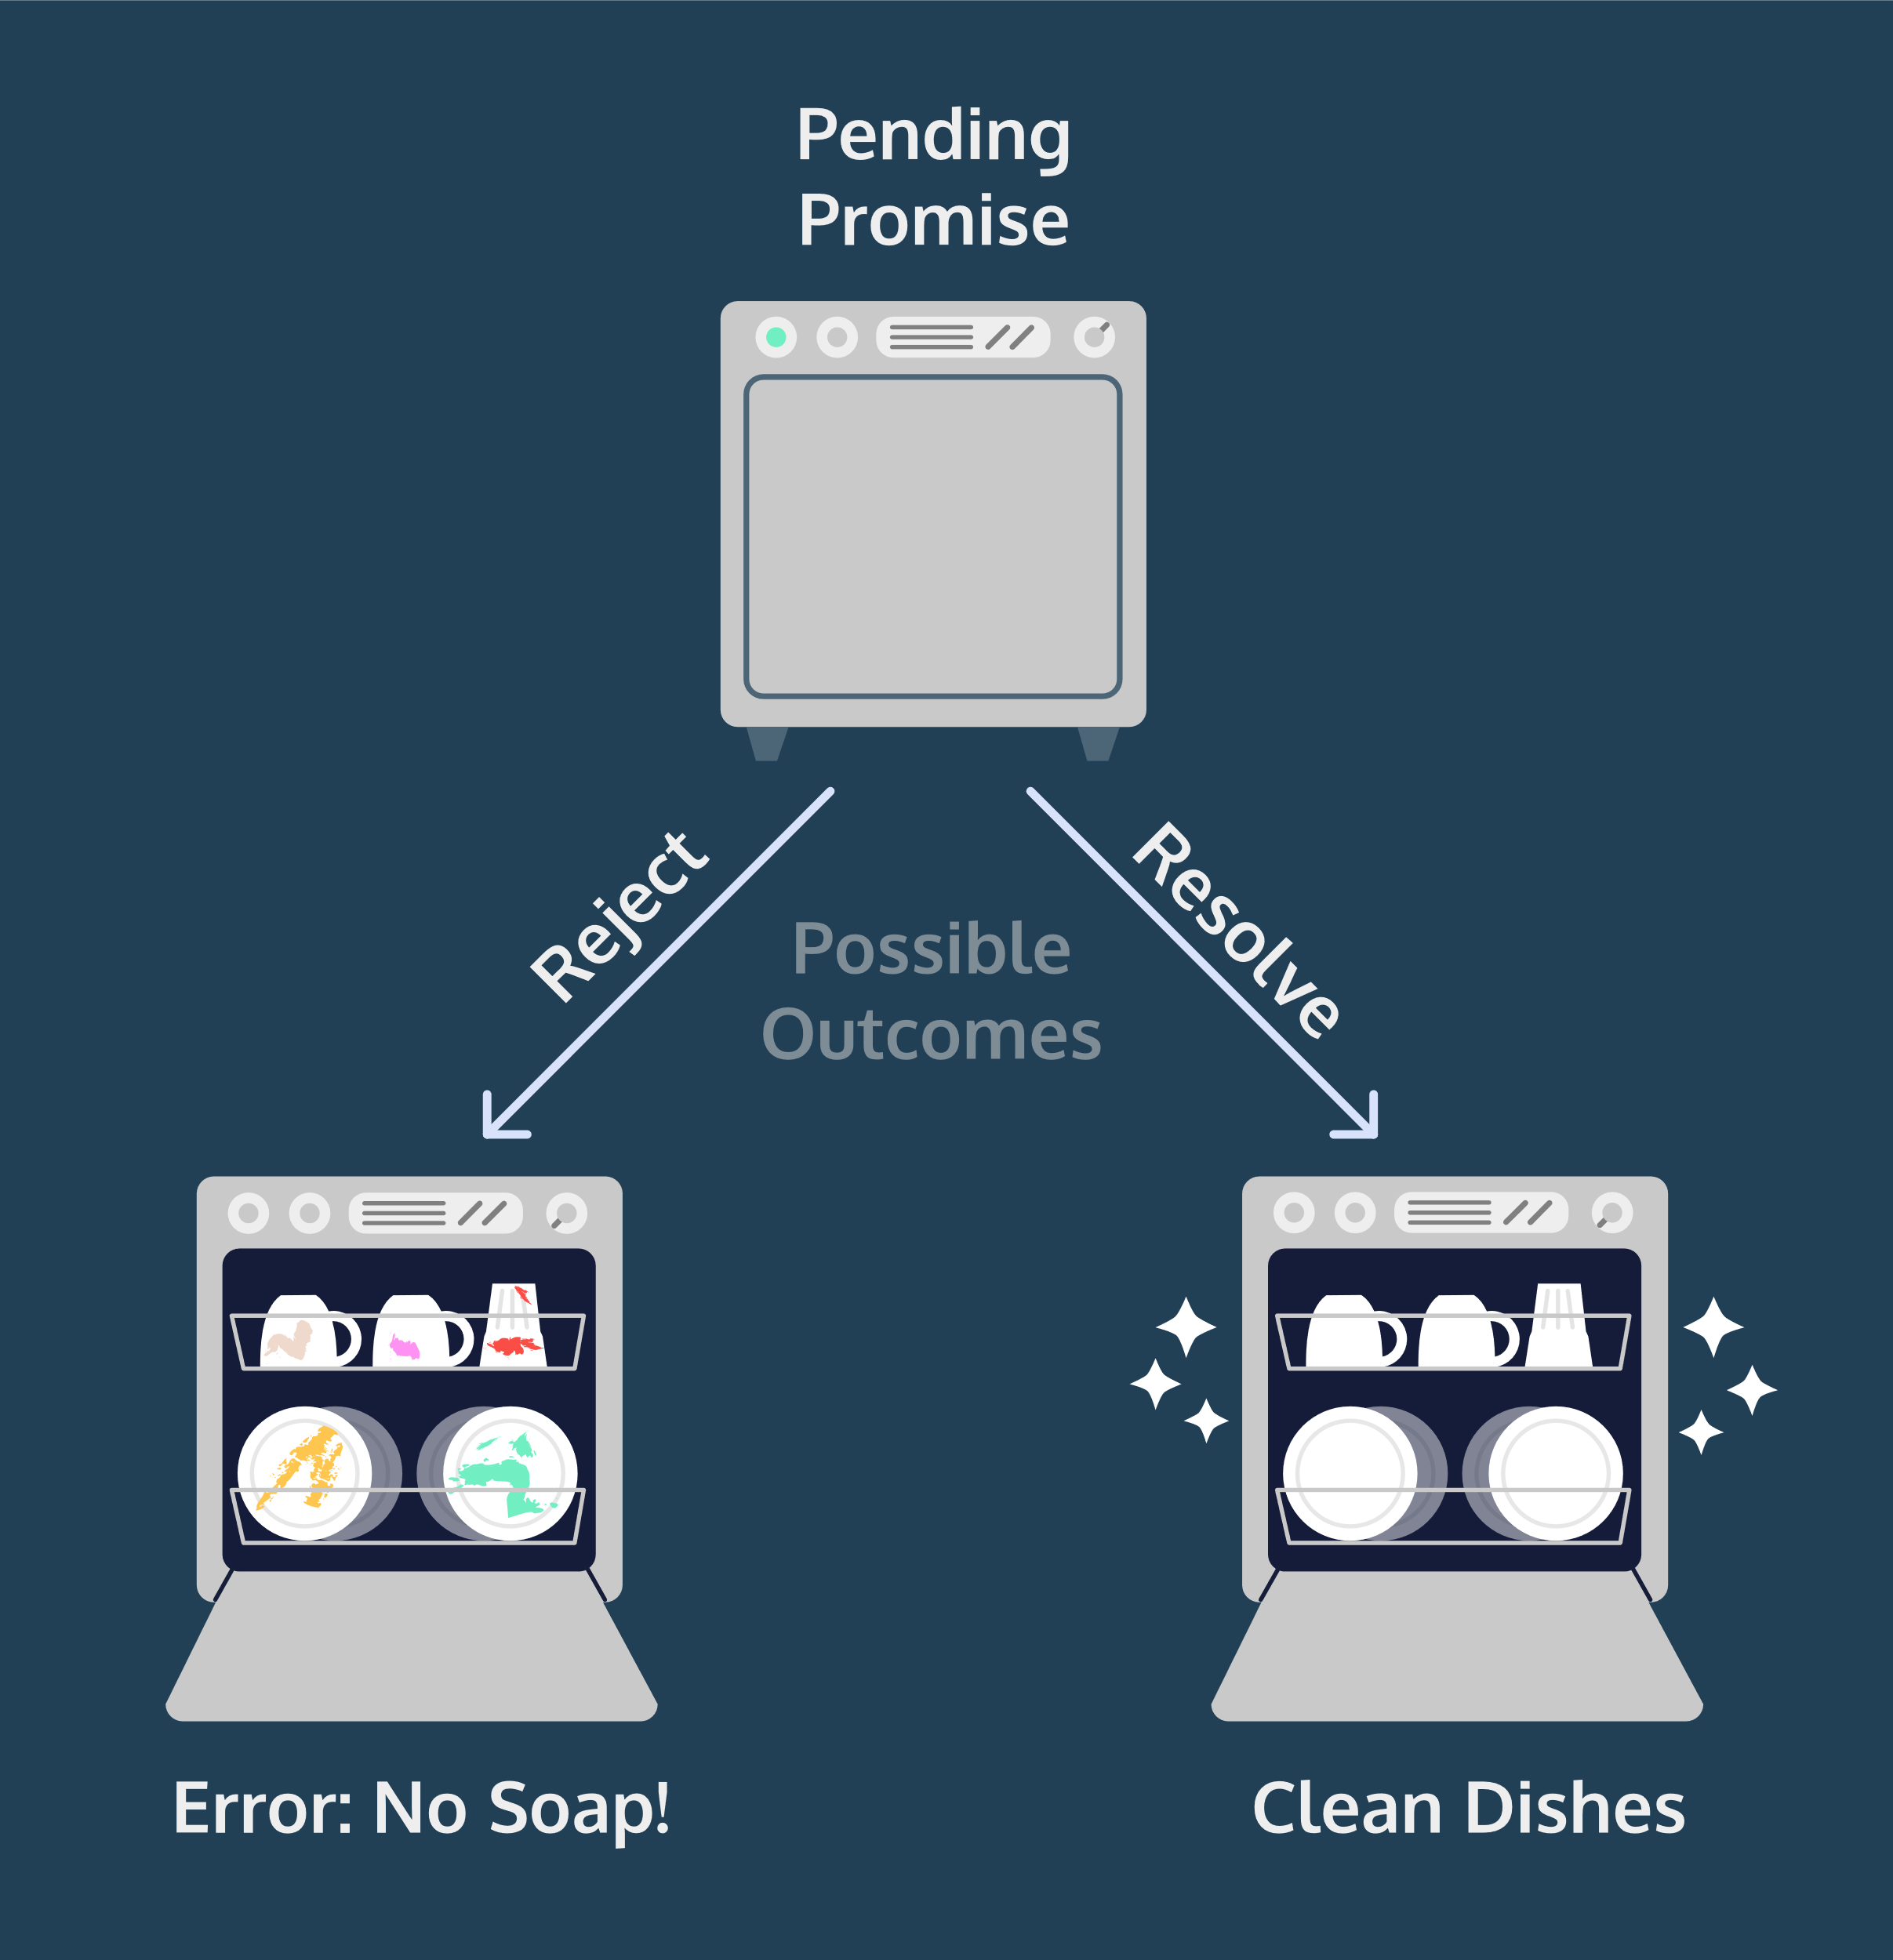 Pending
Promise
Reject
Resolve
Possible
Outcomes
Error: No Soap!
Clean Dishes